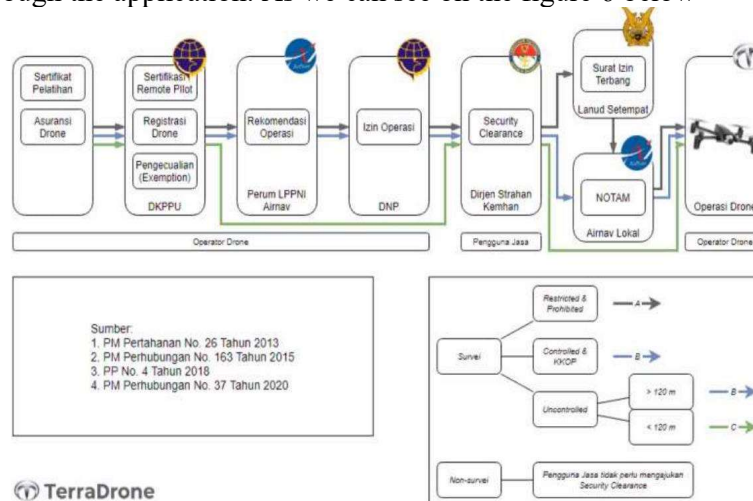 ough the application. As we can see on the figure 6 below
Sertifikat
Pelatihan
Asuransi
Drone
Sertifikasi
Remote Pilot
Registrasi
Drone
Pengecualian
(Exemption)
DKPPU
Rekomendasi
Operasi
Perum LPPNI
Airnav
Izin Operasi
DNP
Security
Clearance
Dirjen Strahan
Kemhan
Surat Izin
Terbang
Lanud Setempat
NOTAM
Airnav Lokal
Operasi Drone
Operator Drone
Pengguna Jasa
Operator Drone
Sumber:
1. PM Pertahanan No. 26 Tahun 2013
2. PM Perhubungan No. 163 Tahun 2015
3. PP No. 4 Tahun 2018
4. PM Perhubungan No. 37 Tahun 2020
Survei
Restricted &
Prohibited
A
Controlled &
KKOP
B
Uncontrolled
> 120 m
B
< 120 m
C
Non-survei
Pengguna Jasa tidak perlu mengajukan
Security Clearance
TerraDrone